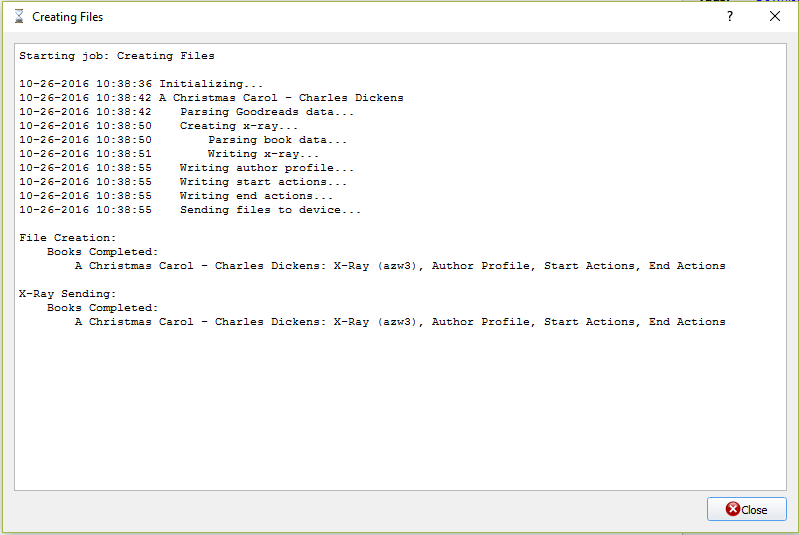 Creating Files
Starting job: Creating Files
10-26-2016 10:38:36 Initializing...
10-26-2016 10:38:42 A Christmas Carol - Charles Dickens
10-26-2016 10:38:42    Parsing Goodreads data...
10-26-2016 10:38:50    Creating x-ray...
10-26-2016 10:38:50        Parsing book data...
10-26-2016 10:38:51        Writing x-ray...
10-26-2016 10:38:55    Writing author profile...
10-26-2016 10:38:55    Writing start actions...
10-26-2016 10:38:55    Writing end actions...
10-26-2016 10:38:55    Sending files to device...
File Creation:
    Books Completed:
        A Christmas Carol - Charles Dickens: X-Ray (azw3), Author Profile, Start Actions, End Actions
X-Ray Sending:
    Books Completed:
        A Christmas Carol - Charles Dickens: X-Ray (azw3), Author Profile, Start Actions, End Actions
Close